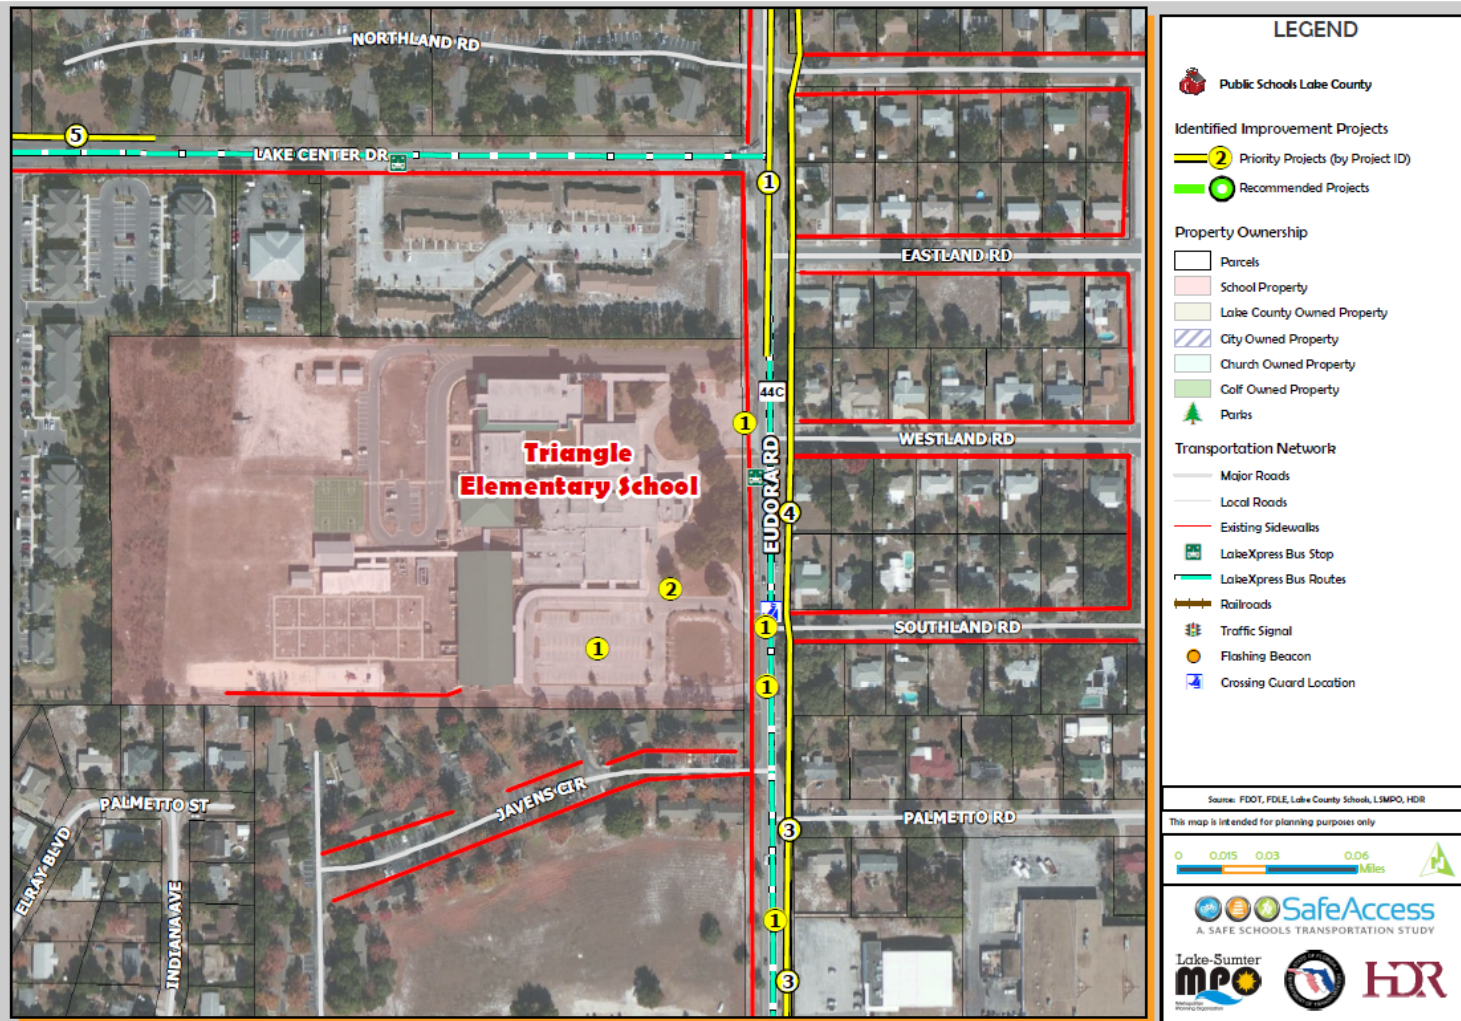 NORTHLAND RD
5
LAKE CENTER DR
1
EASTLAND RD
44C
1
WESTLAND RD
Triangle
Elementary School
EUDORA RD
4
2
1
SOUTHLAND RD
1
1
JAVENS CIR
PALMETTO ST
PALMETTO RD
3
ELRAY BLVD
INDIANA AVE
1
3
LEGEND
Public Schools Lake County
Identified Improvement Projects
2 Priority Projects (by Project ID)
Recommended Projects
Property Ownership
Parcels
School Property
Lake County Owned Property
City Owned Property
Church Owned Property
Golf Owned Property
Parks
Transportation Network
Major Roads
Local Roads
Existing Sidewalks
LakeXpress Bus Stop
LakeXpress Bus Routes
Railroads
Traffic Signal
Flashing Beacon
Crossing Guard Location
Source: FDOT, FDLE, Lake County Schools, LSMPO, HDR
This map is intended for planning purposes only
0 0.015 0.03 0.06
Miles
N
SafeAccess
A SAFE SCHOOLS TRANSPORTATION STUDY
Lake-Sumter
MPO
Metropolitan
Planning Organization
HDR